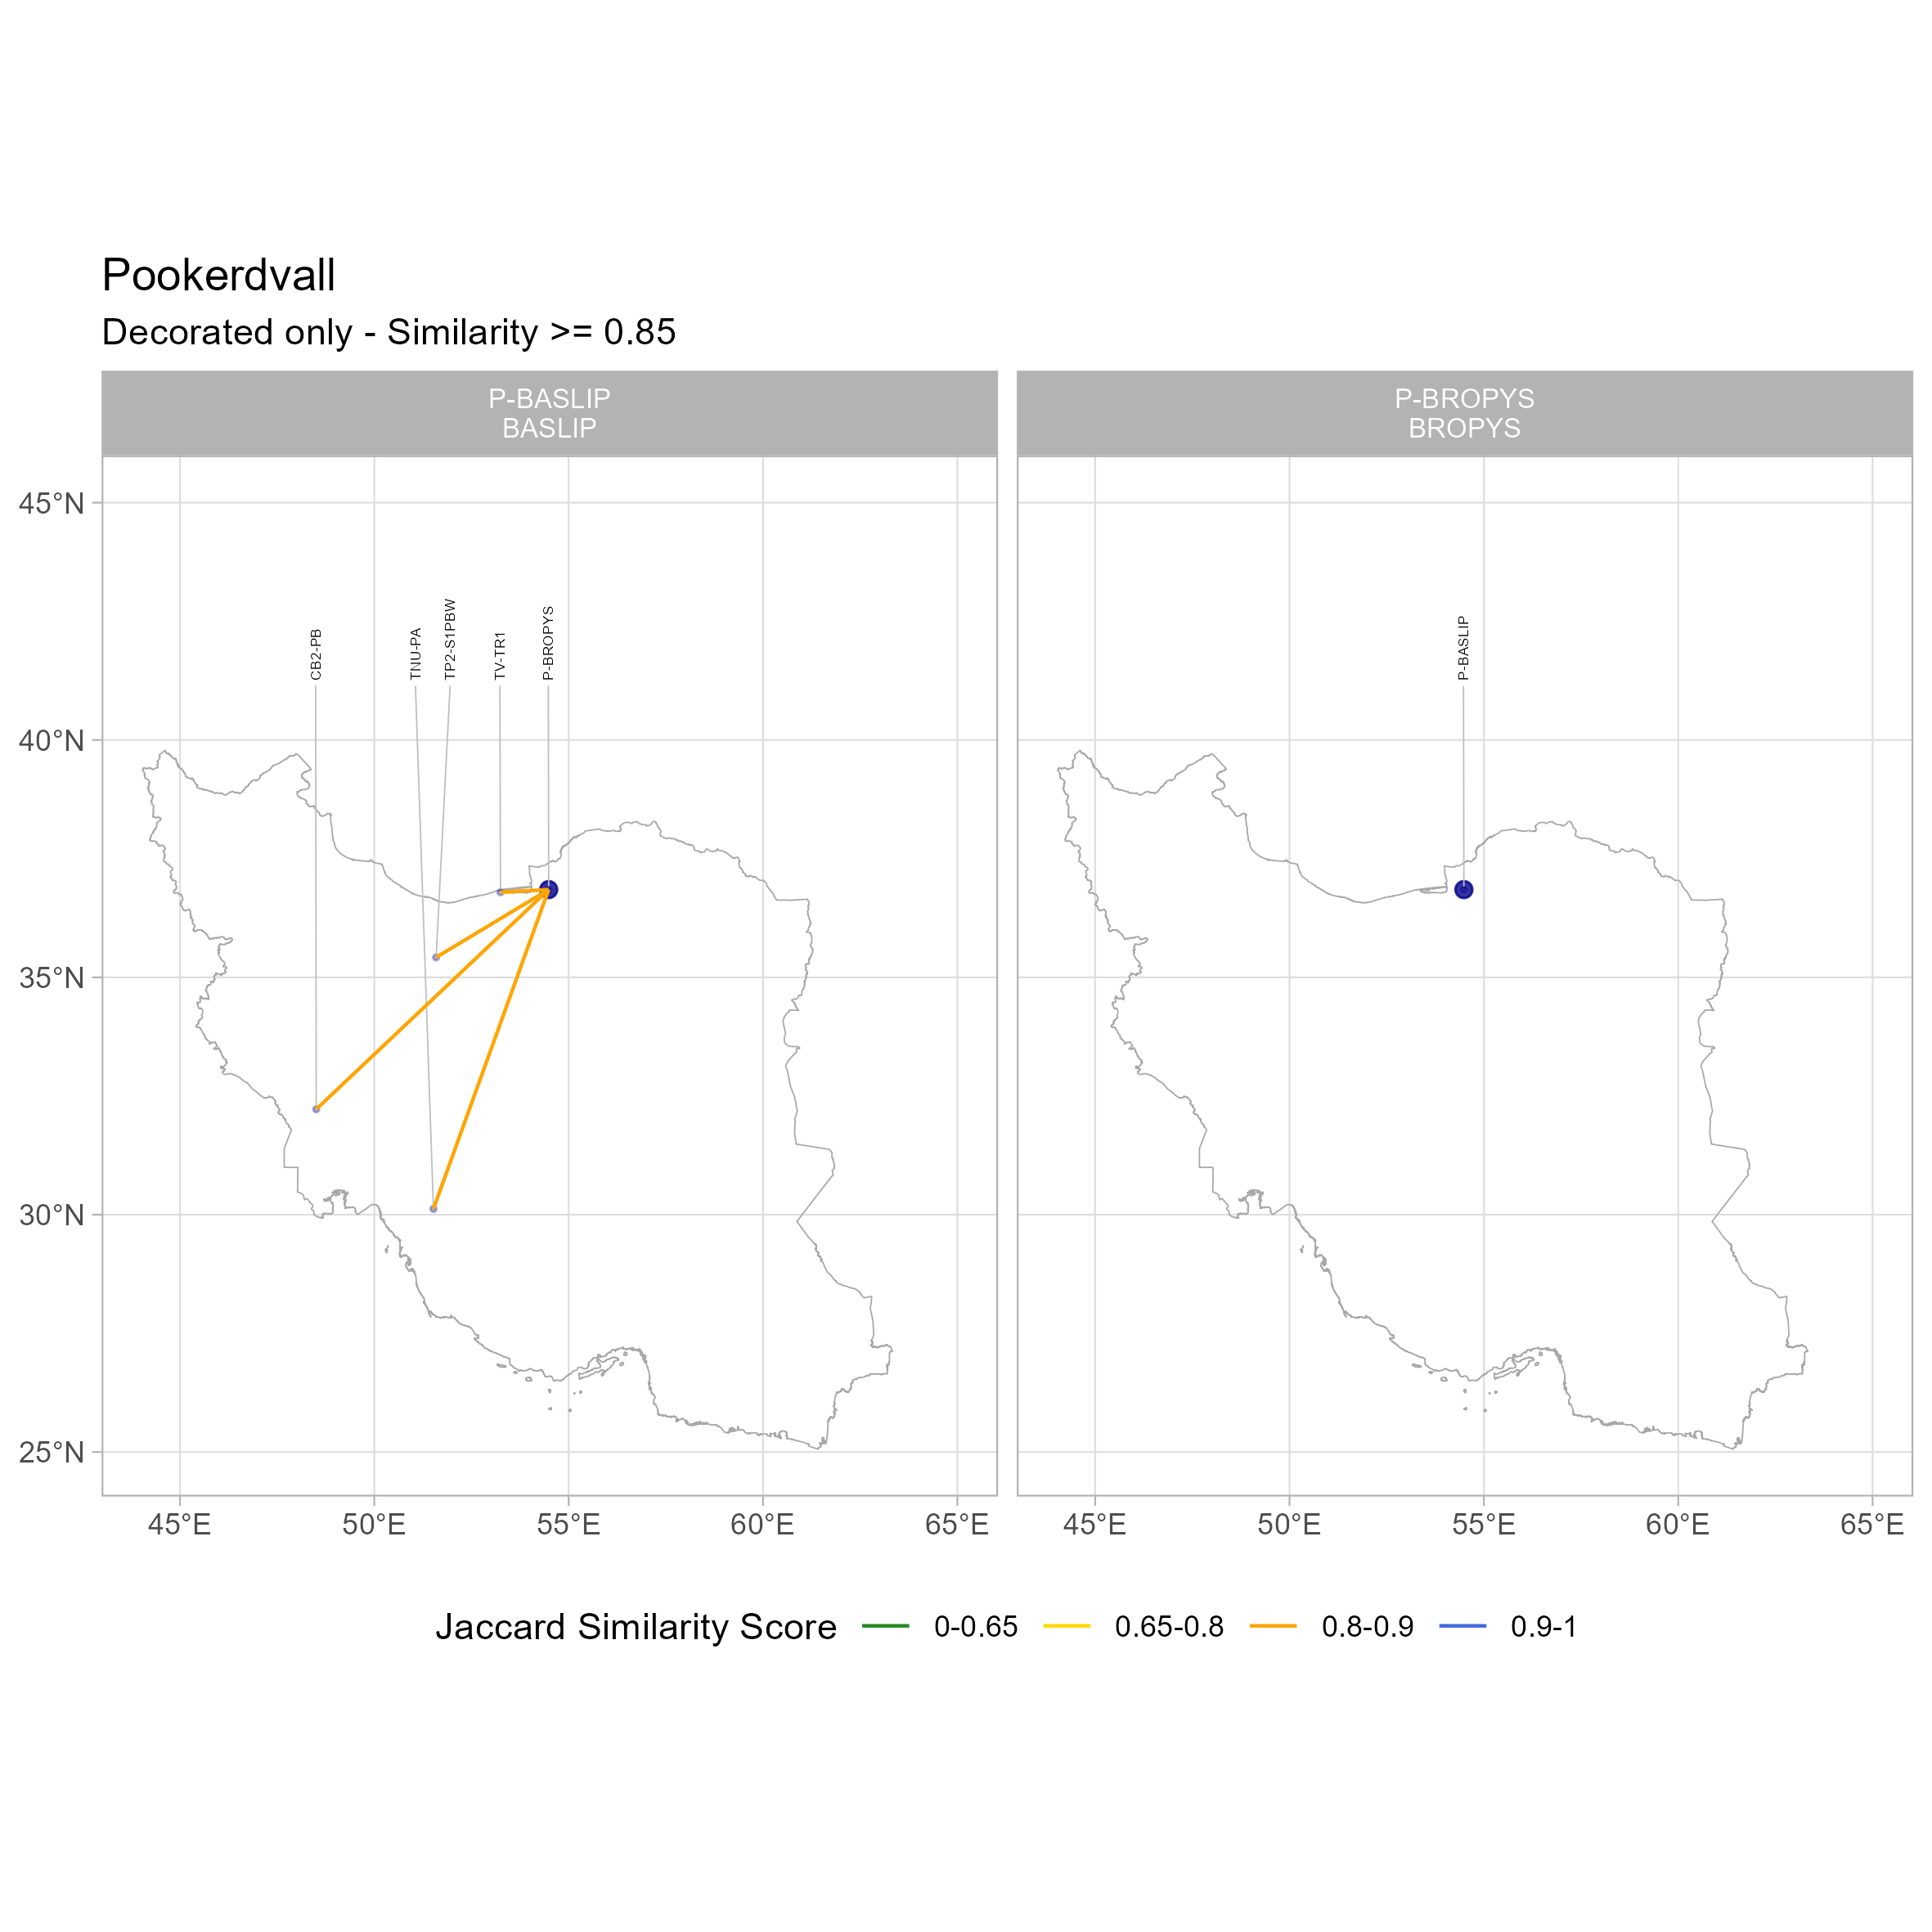 Pookerdvall
Decorated only - Similarity >= 0.85
P-BASLIP
BASLIP
P-BROPYS
BROPYS
45°N
40°N
35°N
30°N
25°N
CB2-PB
TNU-PA
TP2-S1PBW
TV-TR1
P-BROPYS
P-BASLIP
45°E 50°E 55°E 60°E 65°E
45°E 50°E 55°E 60°E 65°E
Jaccard Similarity Score 0-0.65 0.65-0.8 0.8-0.9 0.9-1